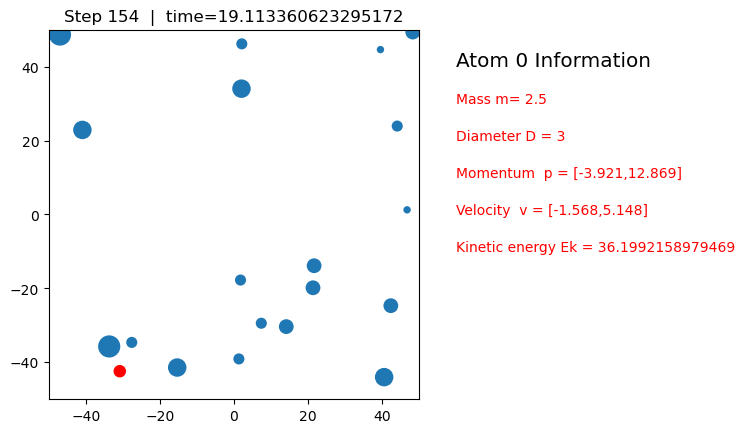 Step 154 | time=19.113360623295172
Atom 0 Information
Mass m= 2.5
Diameter D = 3
Momentum  p = [-3.921,12.869]
Velocity  v = [-1.568,5.148]
Kinetic energy Ek = 36.1992158979469
40
20
0
−20
−40
−40 −20 0 20 40